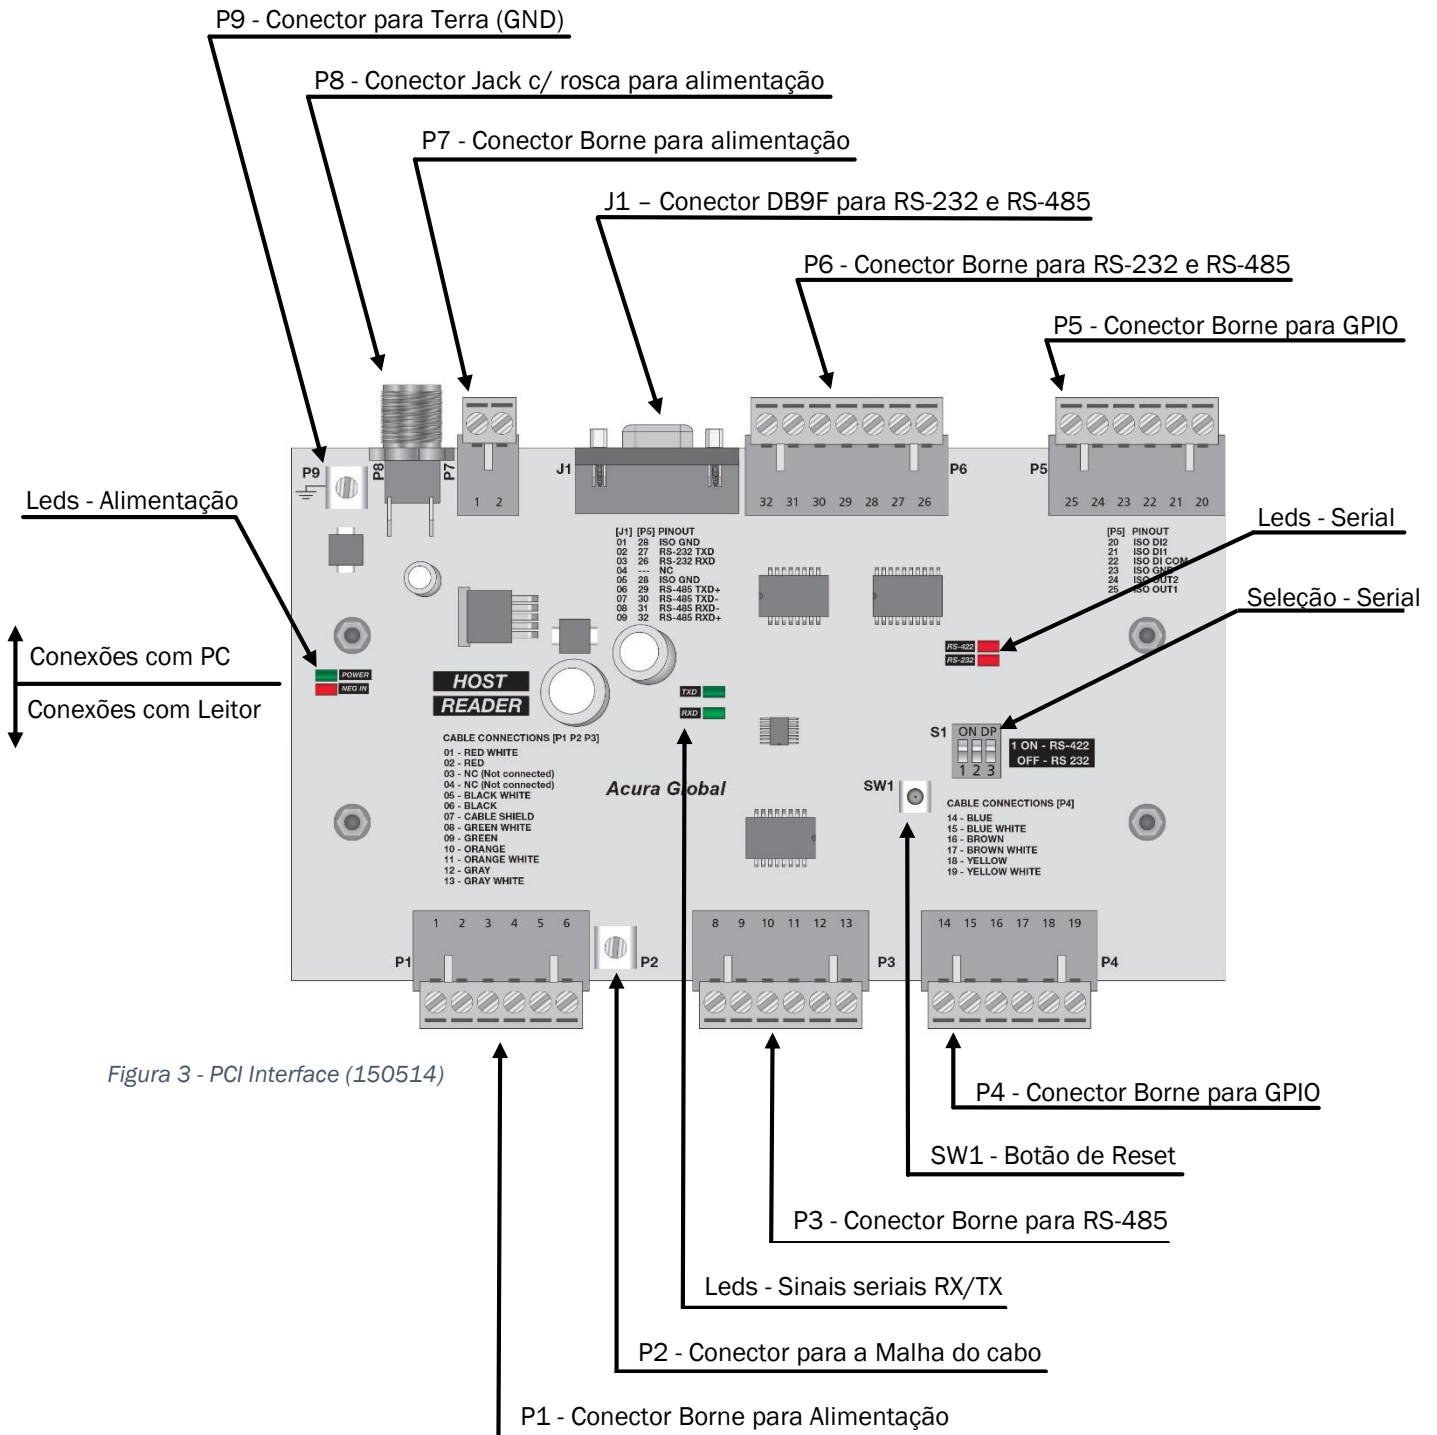 P9 - Conector para Terra (GND)
P8 - Conector Jack c/ rosca para alimentação
P7 - Conector Borne para alimentação
J1 – Conector DB9F para RS-232 e RS-485
P6 - Conector Borne para RS-232 e RS-485
P5 - Conector Borne para GPIO
P9
P8
P7
J1
P6
P5
1 2
32 31 30 29 28 27 26
25 24 23 22 21 20
Leds - Alimentação
Leds - Serial
[J1] [P5] PINOUT
01 28 ISO GND
02 27 RS-232 TXD
03 26 RS-232 RXD
04 --- NC
05 28 ISO GND
06 29 RS-485 TXD+
07 30 RS-485 TXD-
08 31 RS-485 RXD-
09 32 RS-485 RXD+
[P5] PINOUT
20 ISO DI2
21 ISO DI1
22 ISO DI COM
23 ISO GND
24 ISO OUT2
25 ISO OUT1
Seleção - Serial
Conexões com PC
Conexões com Leitor
POWER
NEG IN
HOST
READER
RS-422
RS-232
TXD
RXD
S1
ON DP
1 2 3
1 ON - RS-422
OFF - RS 232
CABLE CONNECTIONS [P1 P2 P3]
01 - RED WHITE
02 - RED
03 - NC (Not connected)
04 - NC (Not connected)
05 - BLACK WHITE
06 - BLACK
07 - CABLE SHIELD
08 - GREEN WHITE
09 - GREEN
10 - ORANGE
11 - ORANGE WHITE
12 - GRAY
13 - GRAY WHITE
Acura Global
SW1
CABLE CONNECTIONS [P4]
14 - BLUE
15 - BLUE WHITE
16 - BROWN
17 - BROWN WHITE
18 - YELLOW
19 - YELLOW WHITE
1 2 3 4 5 6
8 9 10 11 12 13
14 15 16 17 18 19
P1
P2
P3
P4
Figura 3 - PCI Interface (150514)
P4 - Conector Borne para GPIO
SW1 - Botão de Reset
P3 - Conector Borne para RS-485
Leds - Sinais seriais RX/TX
P2 - Conector para a Malha do cabo
P1 - Conector Borne para Alimentação